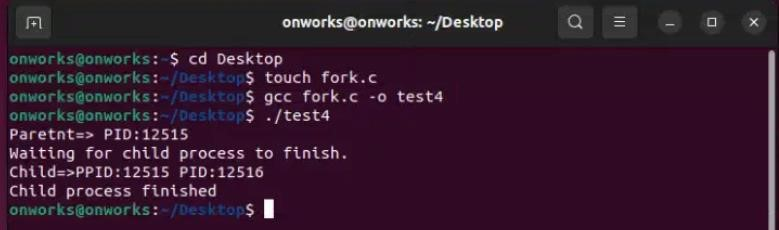 onworks@onworks: ~/Desktop
onworks@onworks:~$ cd Desktop
onworks@onworks:~/Desktop$ touch fork.c
onworks@onworks:~/Desktop$ gcc fork.c -o test4
onworks@onworks:~/Desktop$ ./test4
Paretnt=> PID:12515
Waiting for child process to finish.
Child=>PPID:12515 PID:12516
Child process finished
onworks@onworks:~/Desktop$